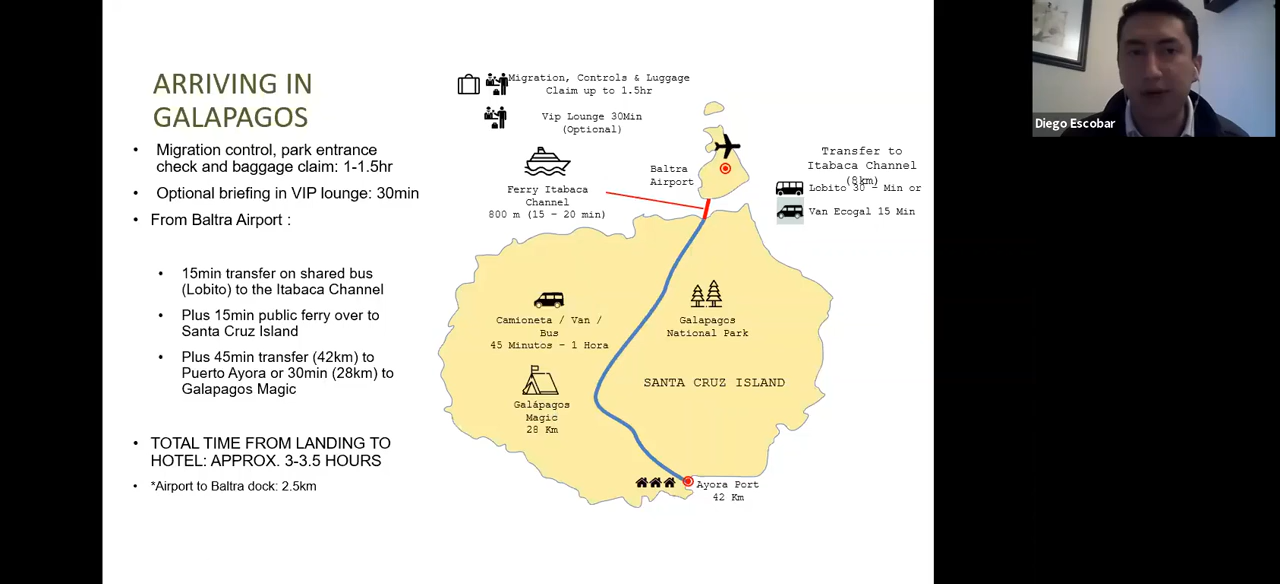 ARRIVING IN
GALAPAGOS
• Migration control, park entrance
check and baggage claim: 1-1.5hr
• Optional briefing in VIP lounge: 30min
• From Baltra Airport :
• 15min transfer on shared bus
(Lobito) to the Itabaca Channel
• Plus 15min public ferry over to
Santa Cruz Island
• Plus 45min transfer (42km) to
Puerto Ayora or 30min (28km) to
Galapagos Magic
• TOTAL TIME FROM LANDING TO
HOTEL: APPROX. 3-3.5 HOURS
• *Airport to Baltra dock: 2.5km
Migration, Controls & Luggage
Claim up to 1.5hr
Vip Lounge 30Min
(Optional)
Ferry Itabaca
Channel
800 m (15 – 20 min)
Baltra
Airport
Transfer to
Itabaca Channel
(8km)
Lobito 30 – Min or
Van Ecogal 15 Min
Camioneta / Van /
Bus
45 Minutos – 1 Hora
Galapagos
National Park
Galápagos
Magic
28 Km
SANTA CRUZ ISLAND
Ayora Port
42 Km
Diego Escobar